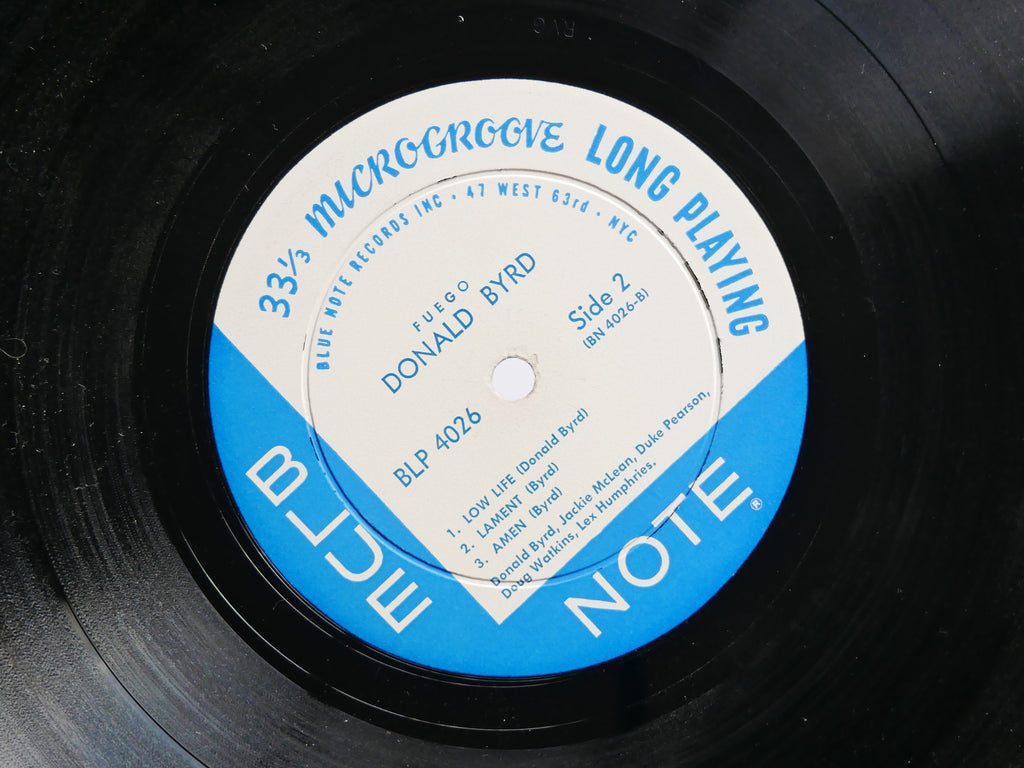 RVG
33⅓ MICROGROOVE LONG PLAYING
BLUE NOTE RECORDS INC • 47 WEST 63rd • NYC
FUEGO
DONALD BYRD
Side 2
(BN 4026-B)
BLP 4026
1. LOW LIFE (Donald Byrd)
2. LAMENT (Byrd)
3. AMEN (Byrd)
Donald Byrd, Jackie McLean, Duke Pearson,
Doug Watkins, Lex Humphries.
BLUE
NOTE®